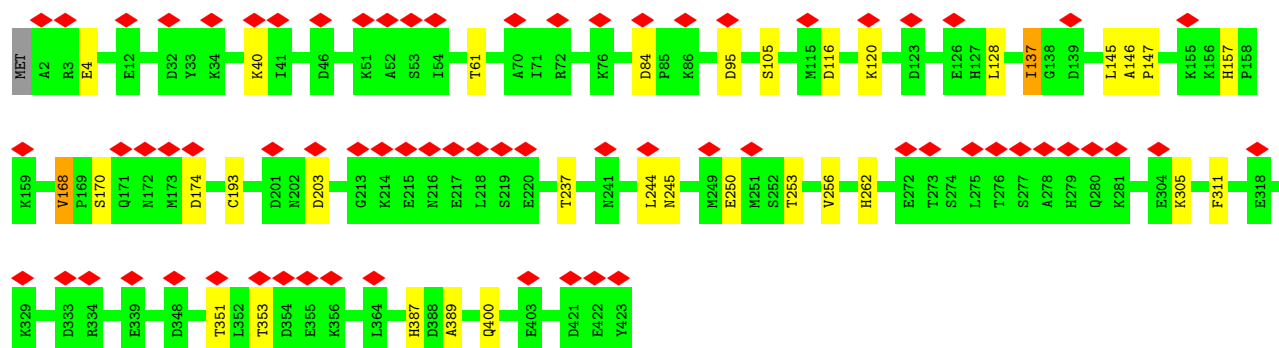 MET A2 R3 E4 E12 D32 Y33 K34 K40 I41 D46 K51 A52 S53 I54 T61 A70 I71 R72 K76 D84 P85 K86 D95 S105 M115 D116 K120 D123 E126 H127 L128 I137 G138 D139 L145 A146 P147 K155 K156 H157 P158
K159 V168 P169 S170 Q171 N172 M173 D174 C193 D201 N202 D203 G213 K214 E215 N216 E217 L218 S219 E220 T237 N241 L244 N245 M249 E250 M251 S252 T253 V256 H262 E272 T273 S274 L275 T276 S277 A278 H279 Q280 K281 E304 K305 F311 E318
K329 D333 R334 E339 D348 T351 L352 T353 D354 E355 K356 L364 H387 D388 A389 Q400 E403 D421 E422 Y423